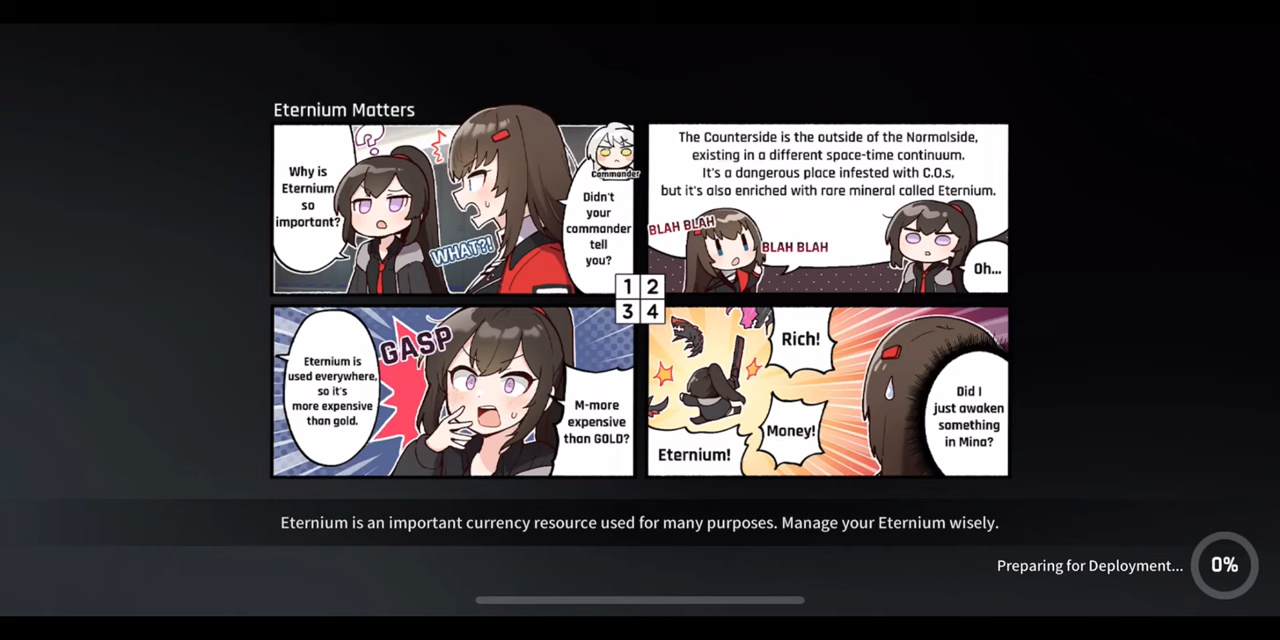 Eternium Matters
Why is
Eternium
so
important?
WHAT?!
Commander
Didn't
your
commander
tell
you?
The Counterside is the outside of the Normalside,
existing in a different space-time continuum.
It's a dangerous place infested with C.O.s,
but it's also enriched with rare mineral called Eternium.
BLAH BLAH
BLAH BLAH
Oh...
1 2
3 4
Eternium is
used everywhere,
so it's
more expensive
than gold.
GASP
M-more
expensive
than GOLD?
Rich!
Money!
Eternium!
Did I
just awaken
something
in Mina?
Eternium is an important currency resource used for many purposes. Manage your Eternium wisely.
Preparing for Deployment...
0%